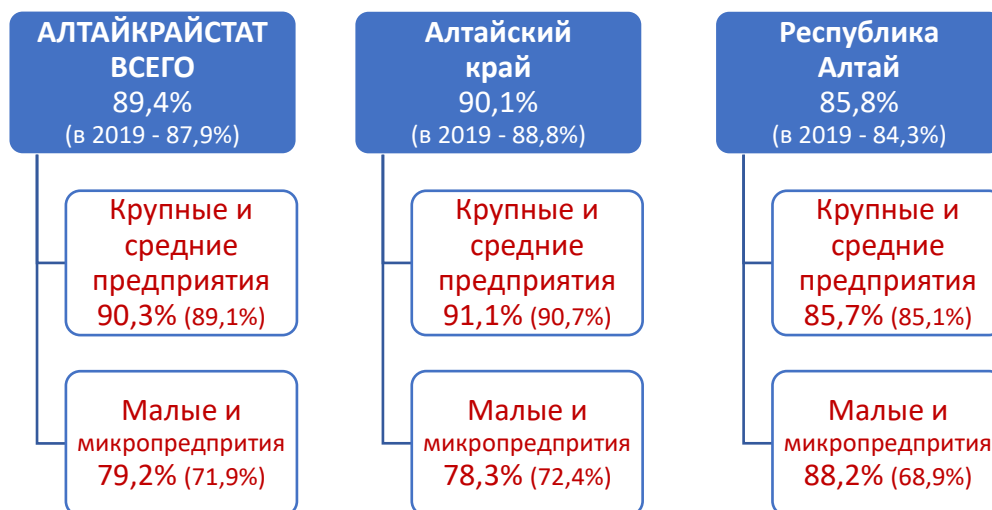 АЛТАЙКРАЙСТАТ
ВСЕГО
89,4%
(в 2019 - 87,9%)
Крупные и
средние
предприятия
90,3% (89,1%)
Малые и
микропредпрития
79,2% (71,9%)
Алтайский
край
90,1%
(в 2019 - 88,8%)
Крупные и
средние
предприятия
91,1% (90,7%)
Малые и
микропредпрития
78,3% (72,4%)
Республика
Алтай
85,8%
(в 2019 - 84,3%)
Крупные и
средние
предприятия
85,7% (85,1%)
Малые и
микропредпрития
88,2% (68,9%)